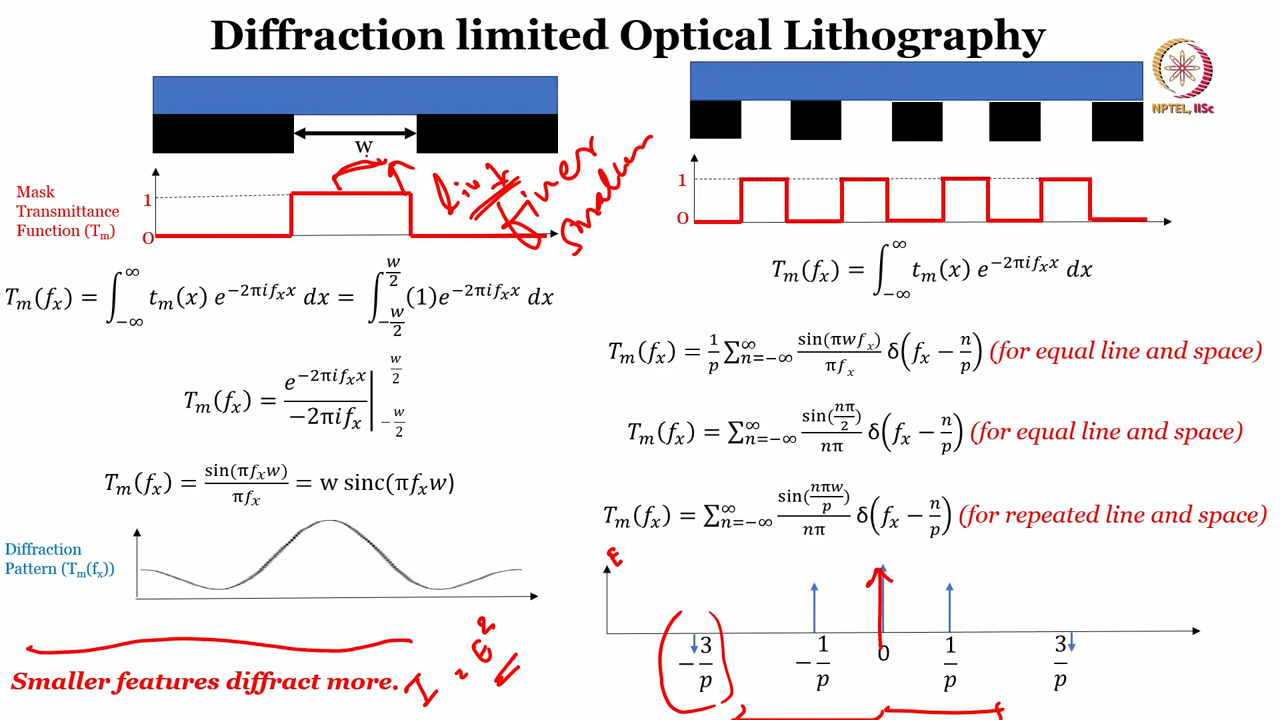 Diffraction limited Optical Lithography
NPTEL, IISc
w
Mask
Transmittance
Function (Tₘ)
1
0
finer
smaller
Tₘ(fₓ) = ∫_{-∞}^{∞} tₘ(x) e^{-2πifₓx} dx = ∫_{-w/2}^{w/2} (1)e^{-2πifₓx} dx
Tₘ(fₓ) = e^{-2πifₓx} / -2πifₓ |_{-w/2}^{w/2}
Tₘ(fₓ) = sin(πfₓw) / πfₓ = w sinc(πfₓw)
Diffraction
Pattern (Tₘ(fₓ))
Smaller features diffract more.
I = E²
1
0
Tₘ(fₓ) = ∫_{-∞}^{∞} tₘ(x) e^{-2πifₓx} dx
Tₘ(fₓ) = 1/p ∑_{n=-∞}^{∞} sin(πwfₓ)/πfₓ δ(fₓ − n/p) (for equal line and space)
Tₘ(fₓ) = ∑_{n=-∞}^{∞} sin(nπ/2)/nπ δ(fₓ − n/p) (for equal line and space)
Tₘ(fₓ) = ∑_{n=-∞}^{∞} sin(nπw/p)/nπ δ(fₓ − n/p) (for repeated line and space)
E
−3/p −1/p 0 1/p 3/p